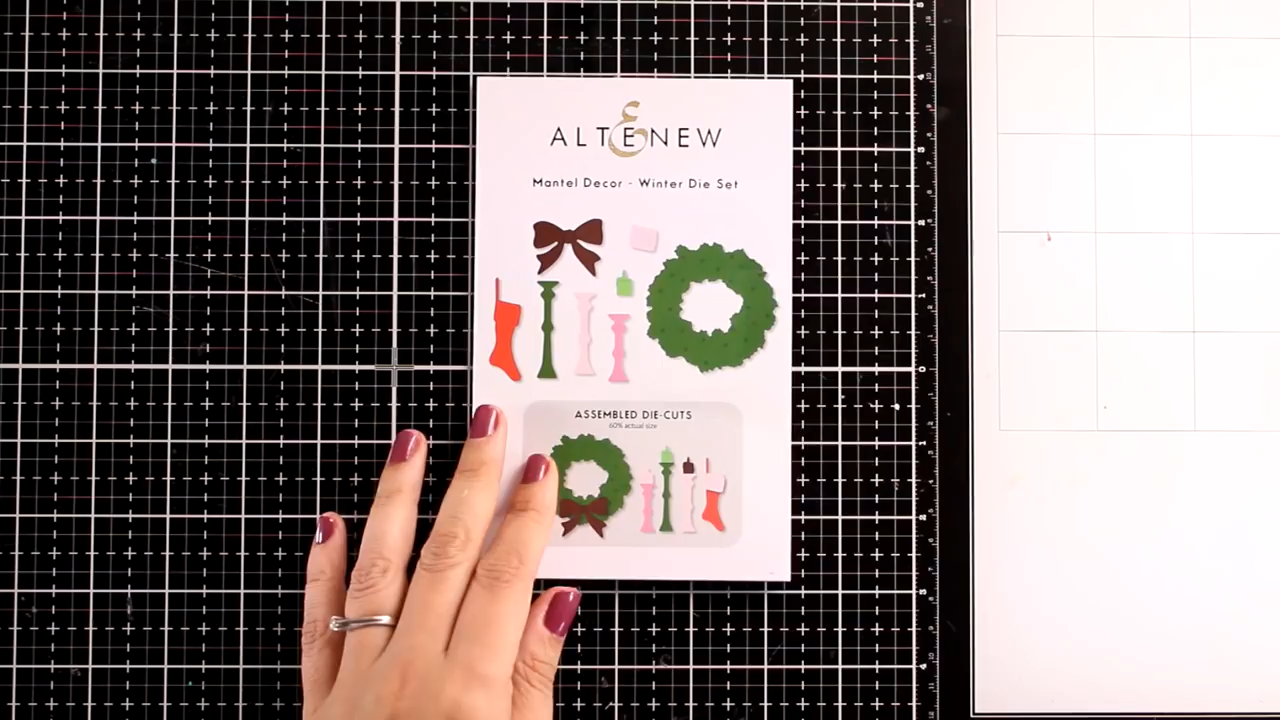 ALTENEW
Mantel Decor - Winter Die Set
ASSEMBLED DIE-CUTS
60% actual size